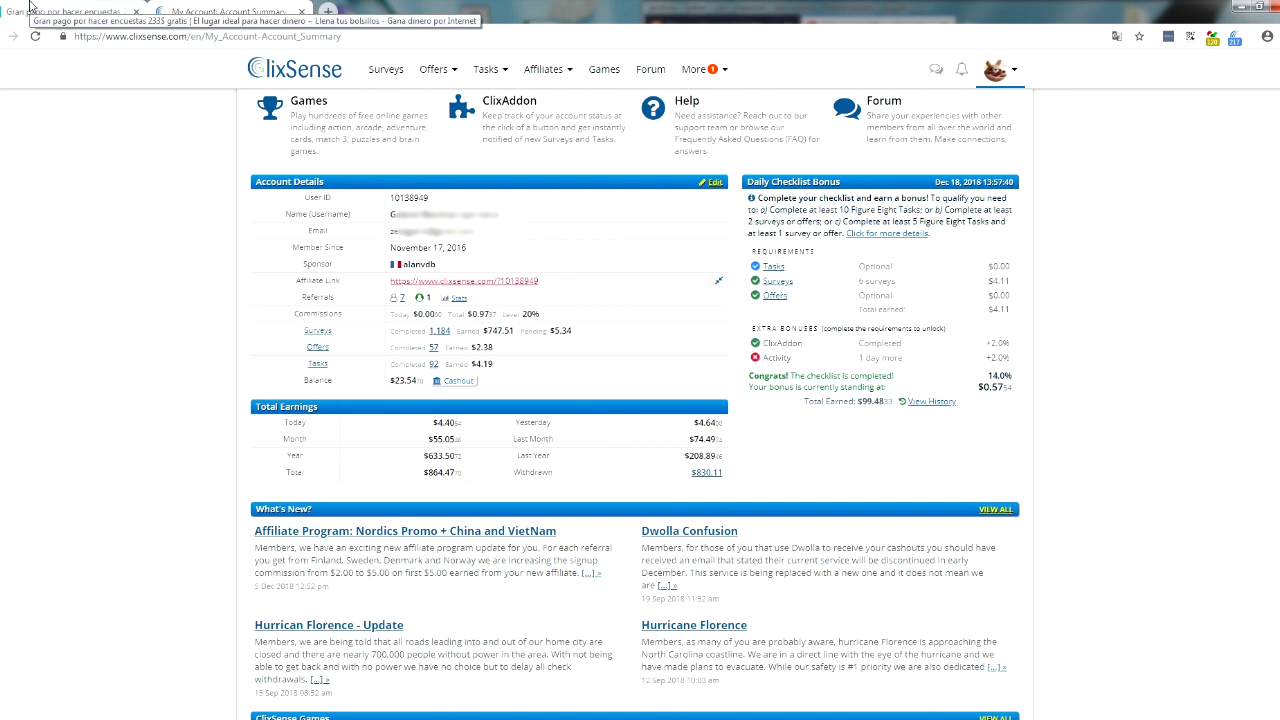 Gran pago por hacer encuestas
My Account: Account Summary
Gran pago por hacer encuestas 233$ gratis | El lugar ideal para hacer dinero -- Llena tus bolsillos - Gana dinero por Internet
https://www.clixsense.com/en/My_Account-Account_Summary
120
217
ClixSense
Surveys
Offers
Tasks
Affiliates
Games
Forum
More 1
Games
Play hundreds of free online games
including action, arcade, adventure,
cards, match 3, puzzles and brain
games.
ClixAddon
Keep track of your account status at
the click of a button and get instantly
notified of new Surveys and Tasks.
Help
Need assistance? Reach out to our
support team or browse our
Frequently Asked Questions (FAQ) for
answers.
Forum
Share your experiences with other
members from all over the world and
learn from them. Make connections.
Account Details Edit
User ID 10138949
Name (Username) G
Email ze
Member Since November 17, 2016
Sponsor alanvdb
Affiliate Link https://www.clixsense.com/?10138949
Referrals 7 1 Stats
Commissions Today $0.0000 Total $0.9797 Level 20%
Surveys Completed 1,184 Earned $747.51 Pending $5.34
Offers Completed 57 Earned $2.38
Tasks Completed 92 Earned $4.19
Balance $23.5470 Cashout
Daily Checklist Bonus Dec 18, 2018 13:57:40
Complete your checklist and earn a bonus! To qualify you need
to: a) Complete at least 10 Figure Eight Tasks; or b) Complete at least
2 surveys or offers; or c) Complete at least 5 Figure Eight Tasks and
at least 1 survey or offer. Click for more details.
REQUIREMENTS
Tasks Optional $0.00
Surveys 6 surveys $4.11
Offers Optional $0.00
Total earned: $4.11
EXTRA BONUSES (complete the requirements to unlock)
ClixAddon Completed +2.0%
Activity 1 day more +2.0%
Congrats! The checklist is completed! 14.0%
Your bonus is currently standing at: $0.5754
Total Earned: $99.4833 View History
Total Earnings
Today $4.4054 Yesterday $4.6400
Month $55.0546 Last Month $74.4974
Year $633.5072 Last Year $208.8946
Total $864.4770 Withdrawn $830.11
What's New? VIEW ALL
Affiliate Program: Nordics Promo + China and VietNam
Members, we have an exciting new affiliate program update for you. For each referral
you get from Finland, Sweden, Denmark and Norway we are increasing the signup
commission from $2.00 to $5.00 on first $5.00 earned from your new affiliate. [...] »
5 Dec 2018 12:52 pm
Dwolla Confusion
Members, for those of you that use Dwolla to receive your cashouts you should have
received an email that stated their current service will be discontinued in early
December. This service is being replaced with a new one and it does not mean we
are [...] »
19 Sep 2018 11:52 am
Hurrican Florence - Update
Members, we are being told that all roads leading into and out of our home city are
closed and there are nearly 700,000 people without power in the area. With not being
able to get back and with no power we have no choice but to delay all check
withdrawals. [...] »
15 Sep 2018 08:52 am
Hurricane Florence
Members, as many of you are probably aware, hurricane Florence is approaching the
North Carolina coastline. We are in a direct line with the eye of the hurricane and we
have made plans to evacuate. While our safety is #1 priority we are also dedicated [...] »
12 Sep 2018 10:03 am
ClixSense Games VIEW ALL